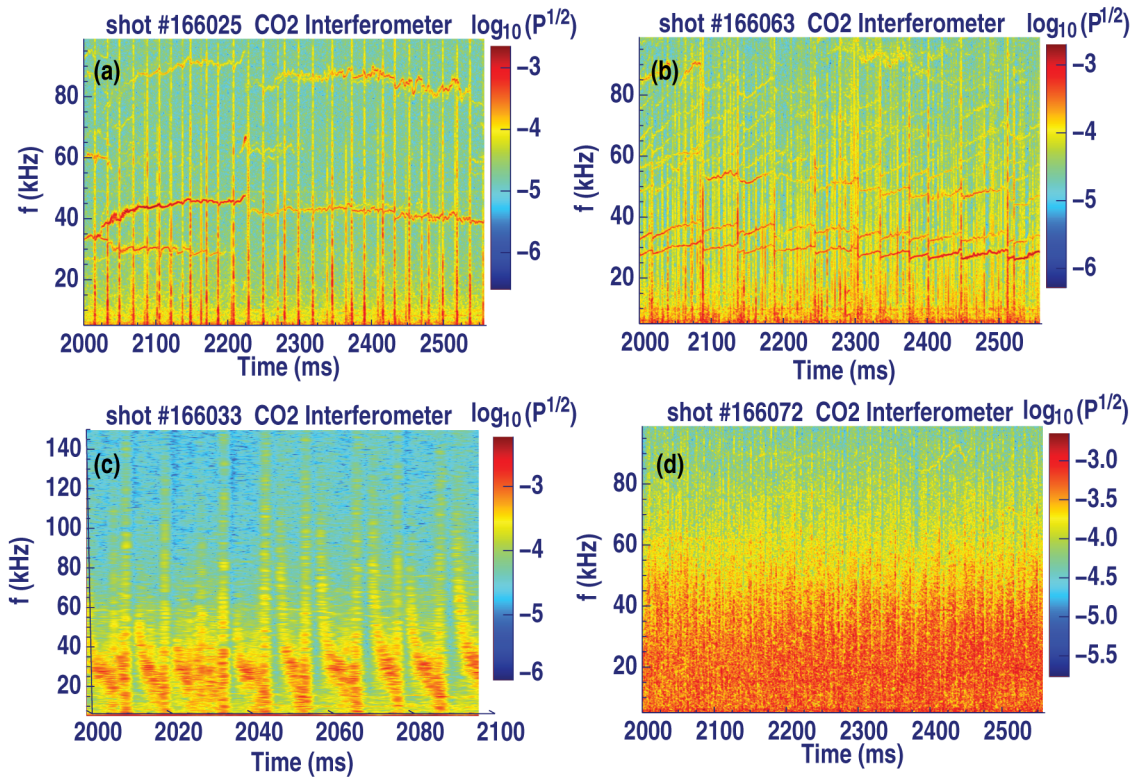 shot #166025 CO2 Interferometer log10 (P1/2)
(a)
f (kHz)
80
60
40
20
−3
−4
−5
−6
2000 2100 2200 2300 2400 2500
Time (ms)
shot #166063 CO2 Interferometer log10 (P1/2)
(b)
f (kHz)
80
60
40
20
−3
−4
−5
−6
2000 2100 2200 2300 2400 2500
Time (ms)
shot #166033 CO2 Interferometer log10 (P1/2)
(c)
f (kHz)
140
120
100
80
60
40
20
−3
−4
−5
−6
2000 2020 2040 2060 2080 2100
Time (ms)
shot #166072 CO2 Interferometer log10 (P1/2)
(d)
f (kHz)
80
60
40
20
−3.0
−3.5
−4.0
−4.5
−5.0
−5.5
2000 2100 2200 2300 2400 2500
Time (ms)